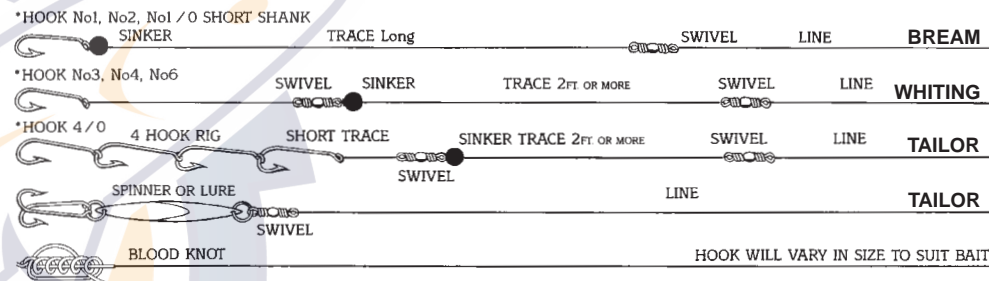 *HOOK No1, No2, No1/0 SHORT SHANK
SINKER TRACE Long SWIVEL LINE BREAM
*HOOK No3, No4, No6
SWIVEL SINKER TRACE 2FT. OR MORE SWIVEL LINE WHITING
*HOOK 4/0
4 HOOK RIG SHORT TRACE SINKER TRACE 2FT. OR MORE SWIVEL LINE TAILOR
SWIVEL
SPINNER OR LURE LINE TAILOR
SWIVEL
BLOOD KNOT HOOK WILL VARY IN SIZE TO SUIT BAIT